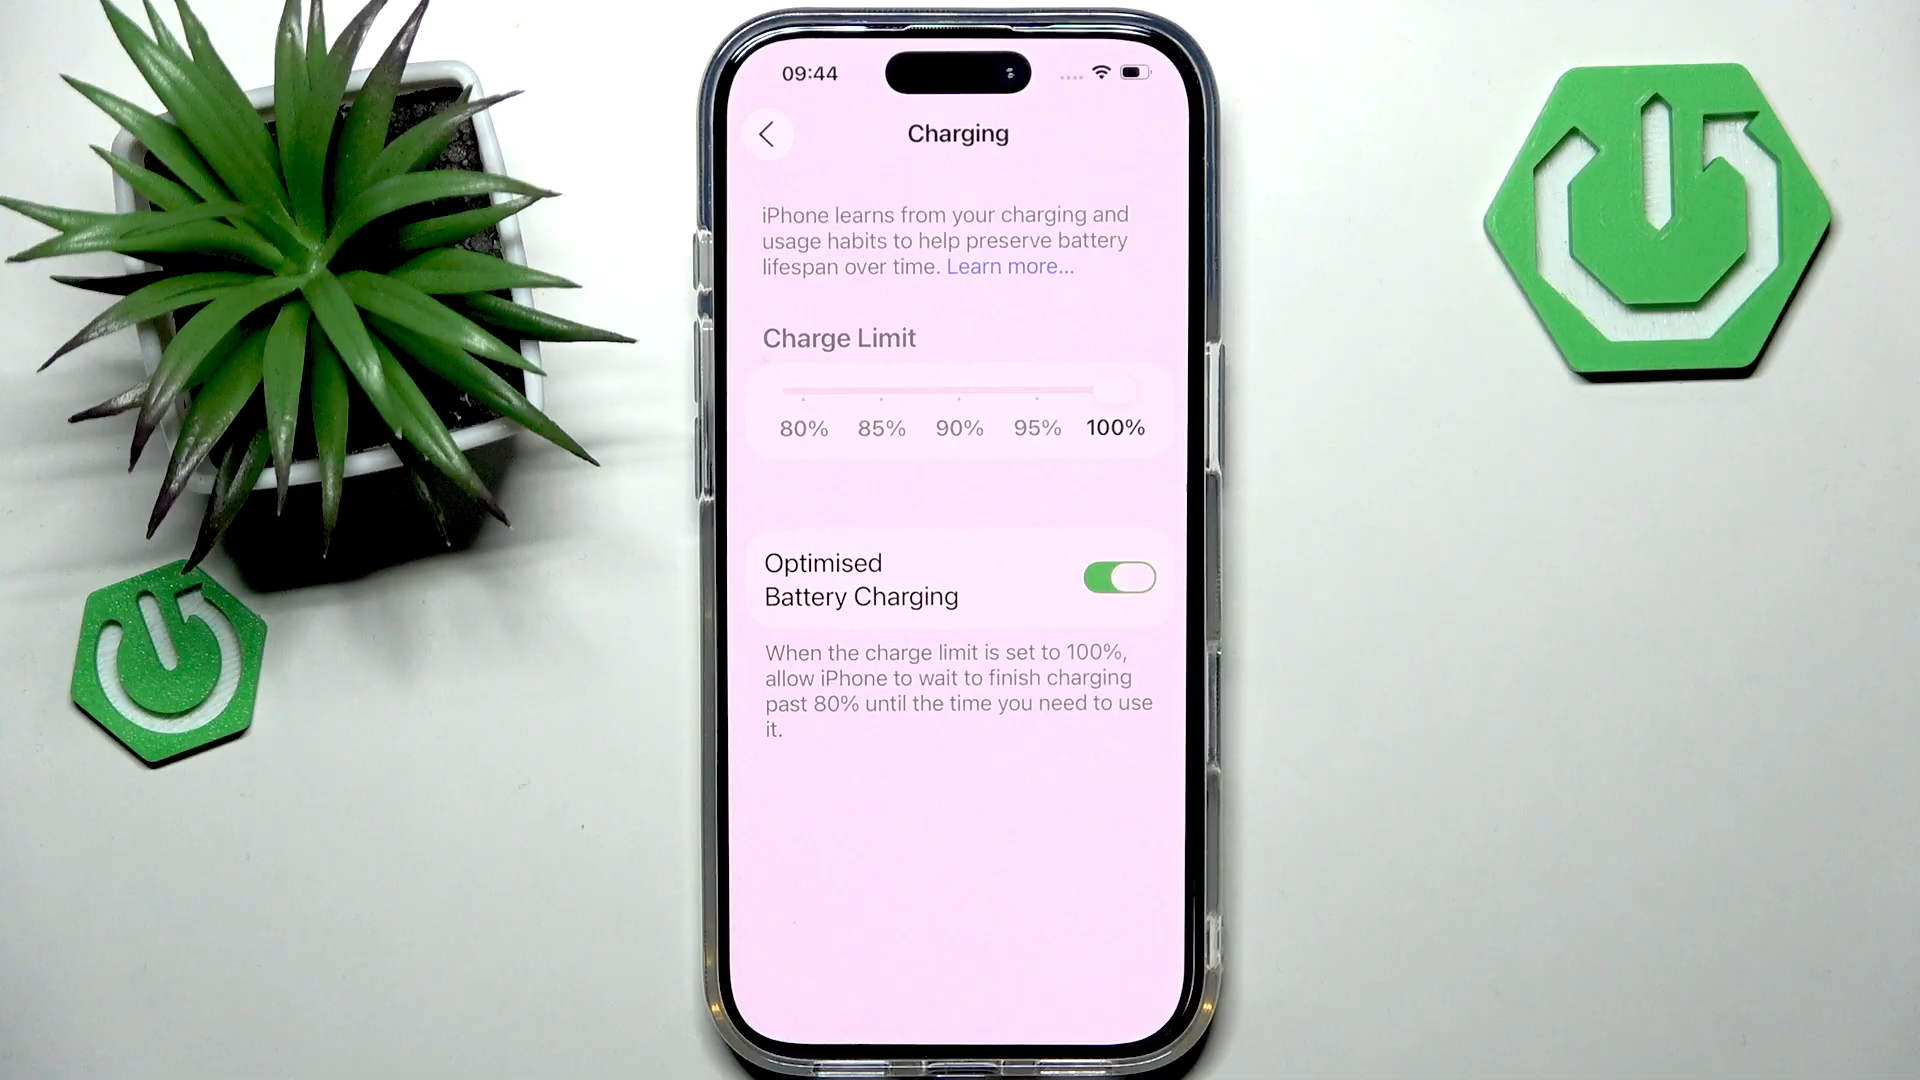 09:44
Charging
iPhone learns from your charging and
usage habits to help preserve battery
lifespan over time. Learn more...
Charge Limit
80% 85% 90% 95% 100%
Optimised
Battery Charging
When the charge limit is set to 100%,
allow iPhone to wait to finish charging
past 80% until the time you need to use
it.